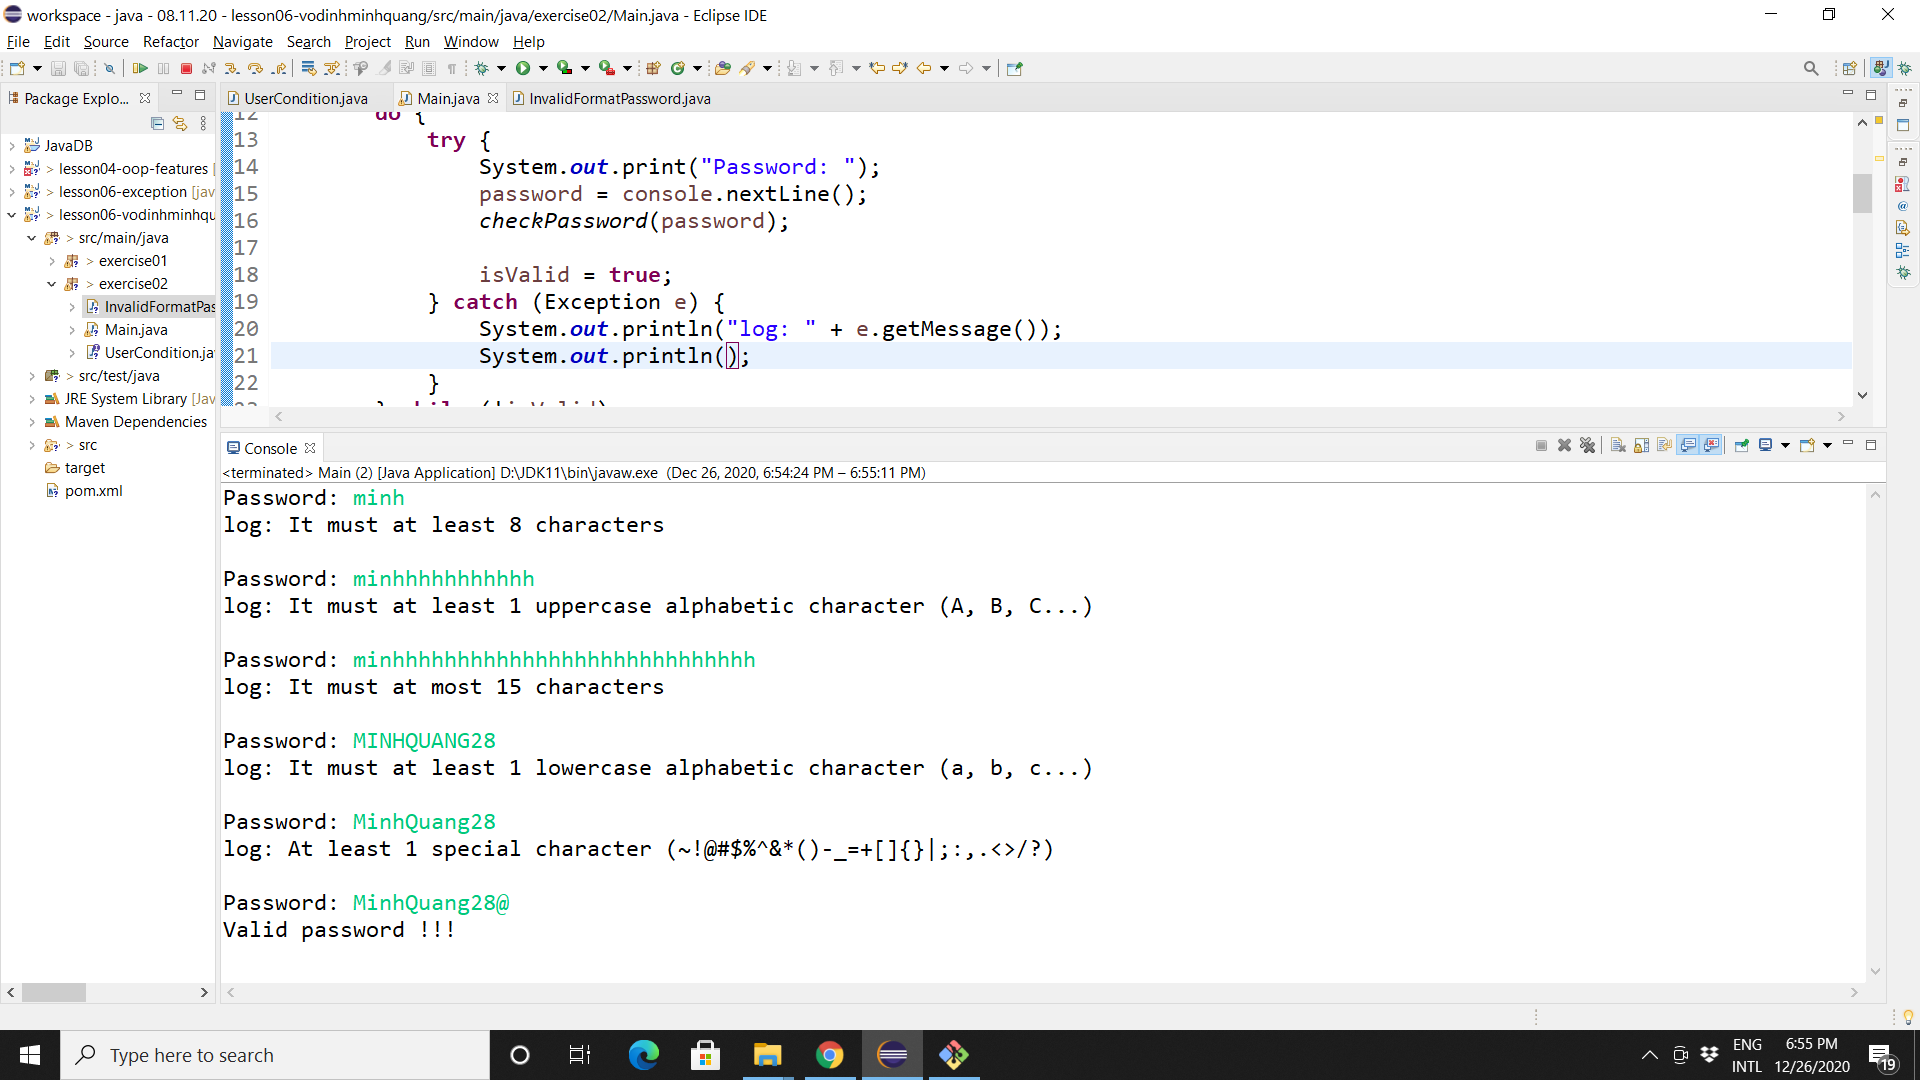 workspace - java - 08.11.20 - lesson06-vodinhminhquang/src/main/java/exercise02/Main.java - Eclipse IDE
File Edit Source Refactor Navigate Search Project Run Window Help
Package Explo...
UserCondition.java Main.java InvalidFormatPassword.java
JavaDB
> lesson04-oop-features [
> lesson06-exception [jav
> lesson06-vodinhminhqu
> src/main/java
> exercise01
> exercise02
InvalidFormatPas
Main.java
UserCondition.ja
> src/test/java
JRE System Library [Jav
Maven Dependencies
> src
target
pom.xml
12 do {
13 try {
14 System.out.print("Password: ");
15 password = console.nextLine();
16 checkPassword(password);
17
18 isValid = true;
19 } catch (Exception e) {
20 System.out.println("log: " + e.getMessage());
21 System.out.println();
22 }
Console
<terminated> Main (2) [Java Application] D:\JDK11\bin\javaw.exe (Dec 26, 2020, 6:54:24 PM – 6:55:11 PM)
Password: minh
log: It must at least 8 characters
Password: minhhhhhhhhhhh
log: It must at least 1 uppercase alphabetic character (A, B, C...)
Password: minhhhhhhhhhhhhhhhhhhhhhhhhhhhh
log: It must at most 15 characters
Password: MINHQUANG28
log: It must at least 1 lowercase alphabetic character (a, b, c...)
Password: MinhQuang28
log: At least 1 special character (~!@#$%^&*()-_=+[]{}|;:,.<>/?)
Password: MinhQuang28@
Valid password !!!
Type here to search
ENG
INTL
6:55 PM
12/26/2020
19